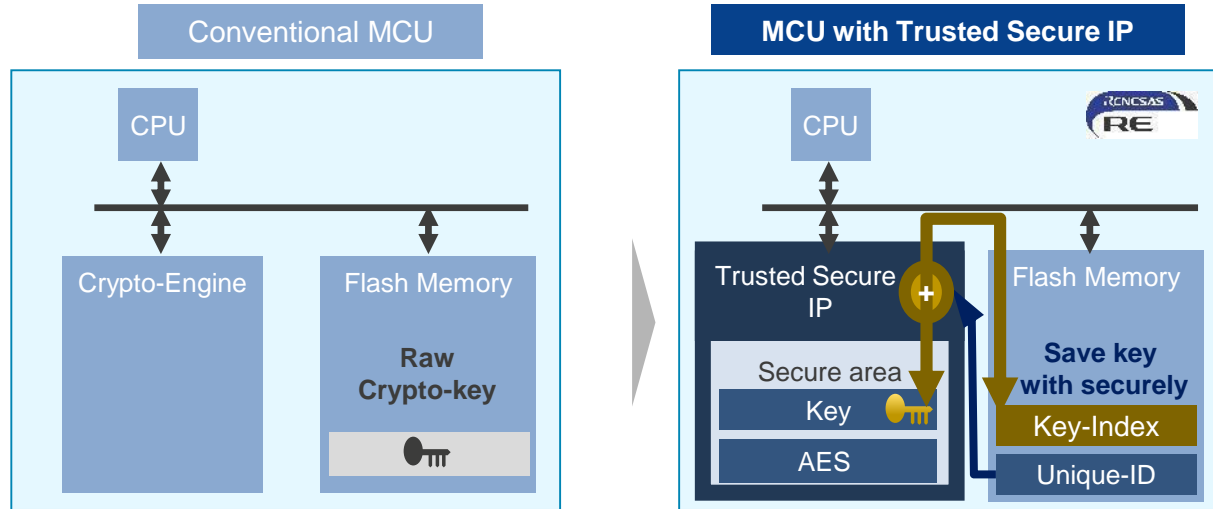 Conventional MCU
CPU
Crypto-Engine
Flash Memory
Raw
Crypto-key
MCU with Trusted Secure IP
RENESAS
RE
CPU
Trusted Secure
IP
+
Flash Memory
Secure area
Key
AES
Save key
with securely
Key-Index
Unique-ID